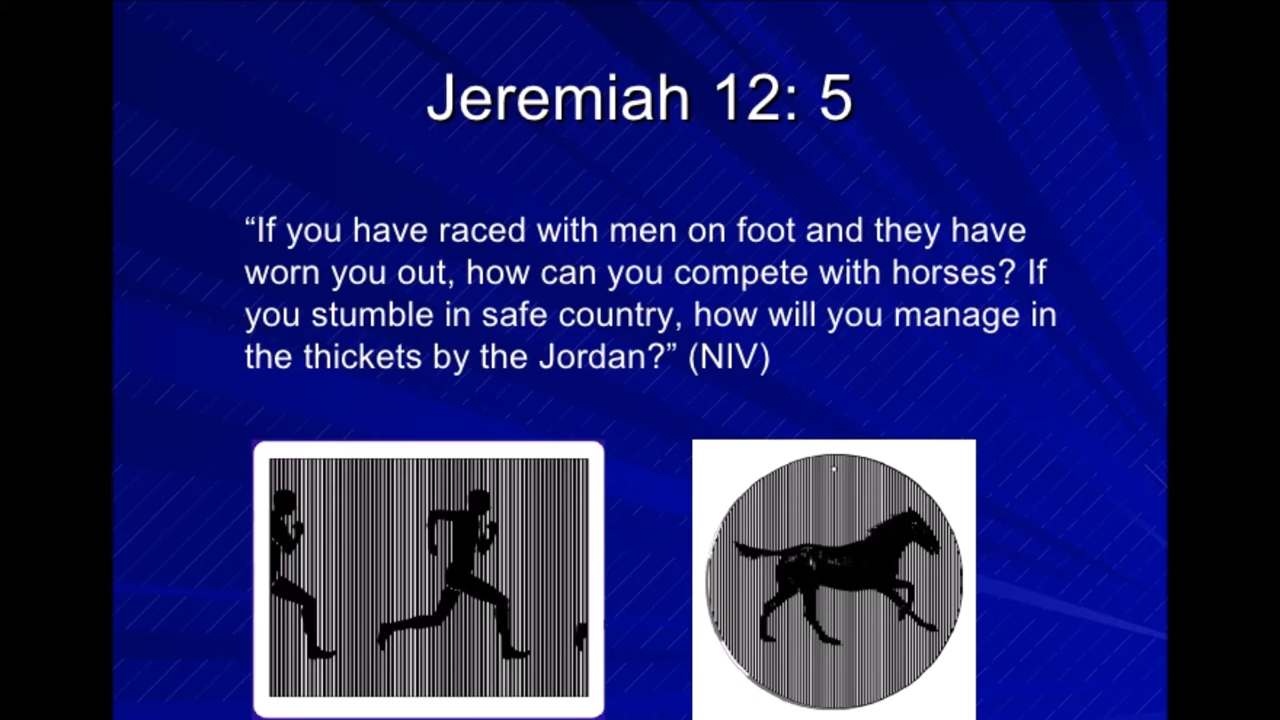 Jeremiah 12: 5
“If you have raced with men on foot and they have
worn you out, how can you compete with horses? If
you stumble in safe country, how will you manage in
the thickets by the Jordan?” (NIV)